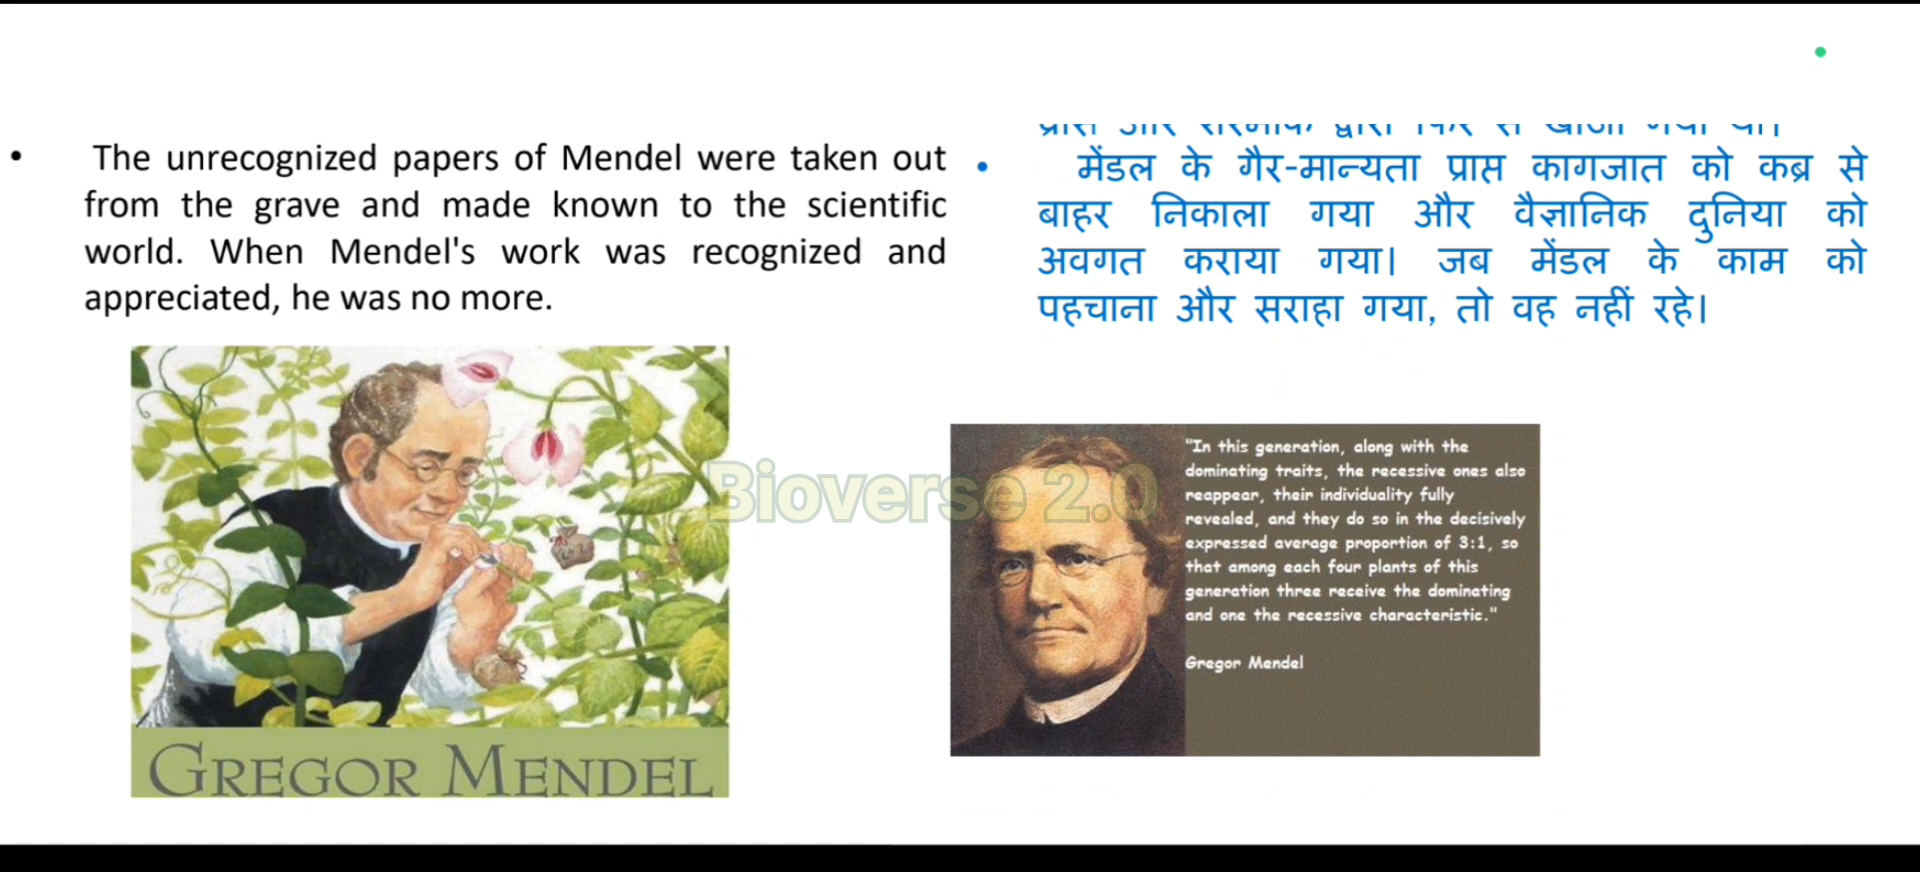 • The unrecognized papers of Mendel were taken out
from the grave and made known to the scientific
world. When Mendel's work was recognized and
appreciated, he was no more.
और द्वारा फिर से खोजा गया था।
• मेंडल के गैर-मान्यता प्राप्त कागजात को कब्र से
बाहर निकाला गया और वैज्ञानिक दुनिया को
अवगत कराया गया। जब मेंडल के काम को
पहचाना और सराहा गया, तो वह नहीं रहे।
GREGOR MENDEL
Bioverse 2.0
"In this generation, along with the
dominating traits, the recessive ones also
reappear, their individuality fully
revealed, and they do so in the decisively
expressed average proportion of 3:1, so
that among each four plants of this
generation three receive the dominating
and one the recessive characteristic."
Gregor Mendel